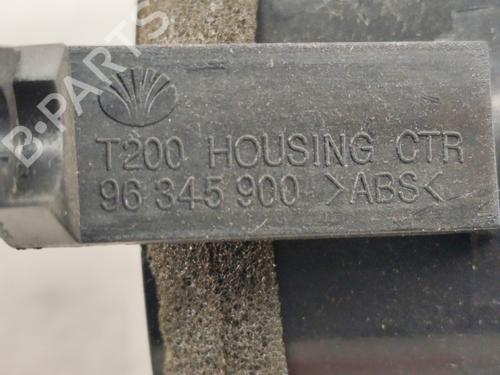 B-PARTS
T200 HOUSING CTR
96 345 900 >ABS<